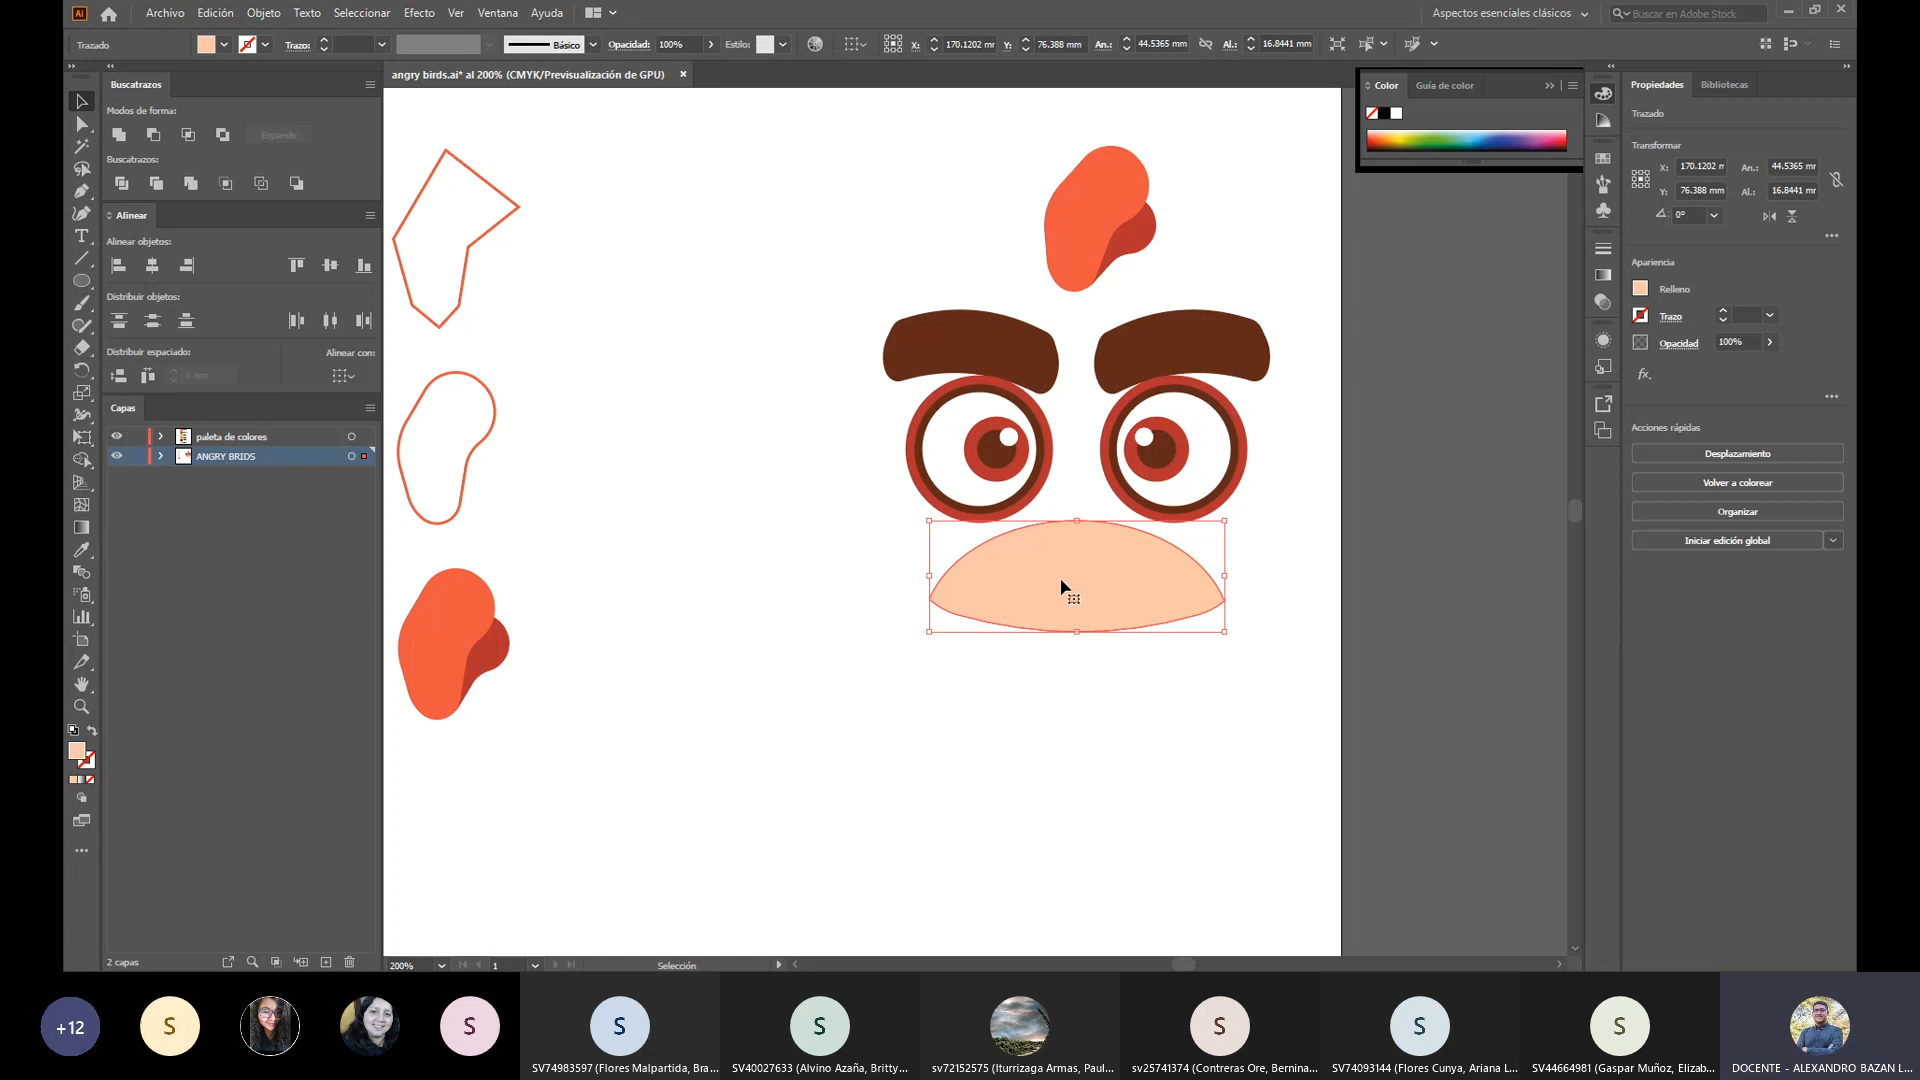 Ai Archivo Edición Objeto Texto Seleccionar Efecto Ver Ventana Ayuda Aspectos esenciales clásicos Buscar en Adobe Stock
Trazado Trazo: Básico Opacidad: 100% Estilo: X: 170.1202 mr Y: 76.388 mm An.: 44.5365 mm Al.: 16.8441 mm
angry birds.ai* al 200% (CMYK/Previsualización de GPU)
Buscatrazos
Modos de forma:
Expande
Buscatrazos:
Alinear
Alinear objetos:
Distribuir objetos:
Distribuir espaciado: Alinear con:
0 mm
Capas
paleta de colores
ANGRY BRIDS
2 capas
200% 1 Selección
Color Guía de color
Propiedades Bibliotecas
Trazado
Transformar
X: 170.1202 m An.: 44.5365 mr
Y: 76.388 mm Al.: 16.8441 mm
0°
Apariencia
Relleno
Trazo
Opacidad 100%
fx.
Acciones rápidas
Desplazamiento
Volver a colorear
Organizar
Iniciar edición global
+12 S S S S S S S
SV74983597 (Flores Malpartida, Bra... SV40027633 (Alvino Azaña, Britty... sv72152575 (Iturrizaga Armas, Paul... sv25741374 (Contreras Ore, Bernina... SV74093144 (Flores Cunya, Ariana L... SV44664981 (Gaspar Muñoz, Elizab... DOCENTE - ALEXANDRO BAZAN L...